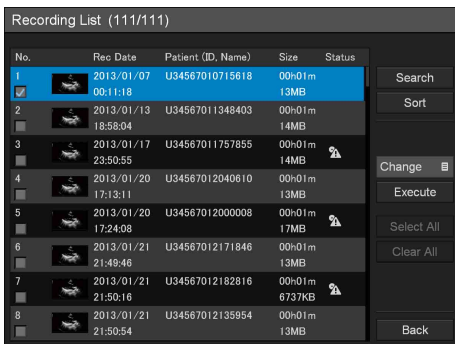 Recording List (111/111)
No. Rec Date Patient (ID, Name) Size Status
1 2013/01/07 U34567010715618 00h01m
00:11:18 13MB
2 2013/01/13 U34567011348403 00h01m
18:58:04 14MB
3 2013/01/17 U34567011757855 00h01m
23:50:55 14MB
4 2013/01/20 U34567012040610 00h01m
17:13:11 13MB
5 2013/01/20 U34567012000008 00h01m
17:24:08 17MB
6 2013/01/21 U34567012171846 00h01m
21:49:46 13MB
7 2013/01/21 U34567012182816 00h01m
21:50:16 6737KB
8 2013/01/21 U34567012135954 00h01m
21:50:54 13MB
Search
Sort
Change
Execute
Select All
Clear All
Back